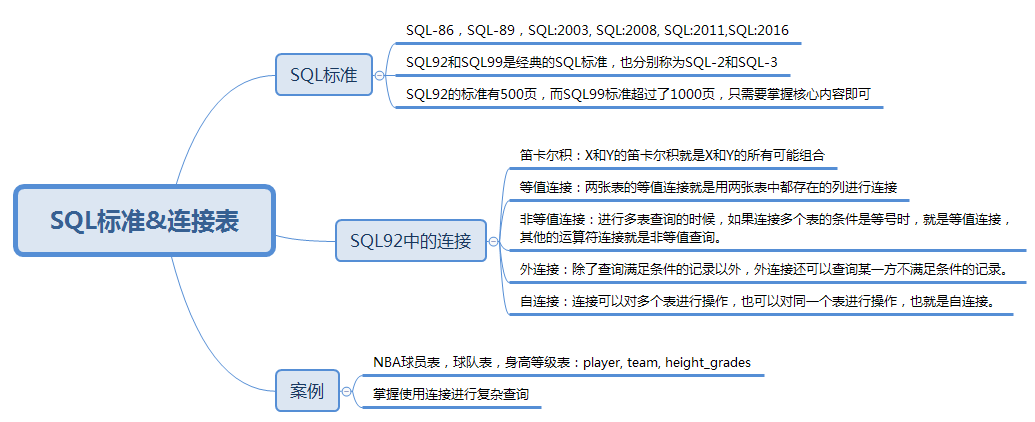 SQL标准&连接表
SQL标准
SQL-86，SQL-89，SQL:2003, SQL:2008, SQL:2011,SQL:2016
SQL92和SQL99是经典的SQL标准，也分别称为SQL-2和SQL-3
SQL92的标准有500页，而SQL99标准超过了1000页，只需要掌握核心内容即可
SQL92中的连接
笛卡尔积：X和Y的笛卡尔积就是X和Y的所有可能组合
等值连接：两张表的等值连接就是用两张表中都存在的列进行连接
非等值连接：进行多表查询的时候，如果连接多个表的条件是等号时，就是等值连接，
其他的运算符连接就是非等值查询。
外连接：除了查询满足条件的记录以外，外连接还可以查询某一方不满足条件的记录。
自连接：连接可以对多个表进行操作，也可以对同一个表进行操作，也就是自连接。
案例
NBA球员表，球队表，身高等级表：player, team, height_grades
掌握使用连接进行复杂查询